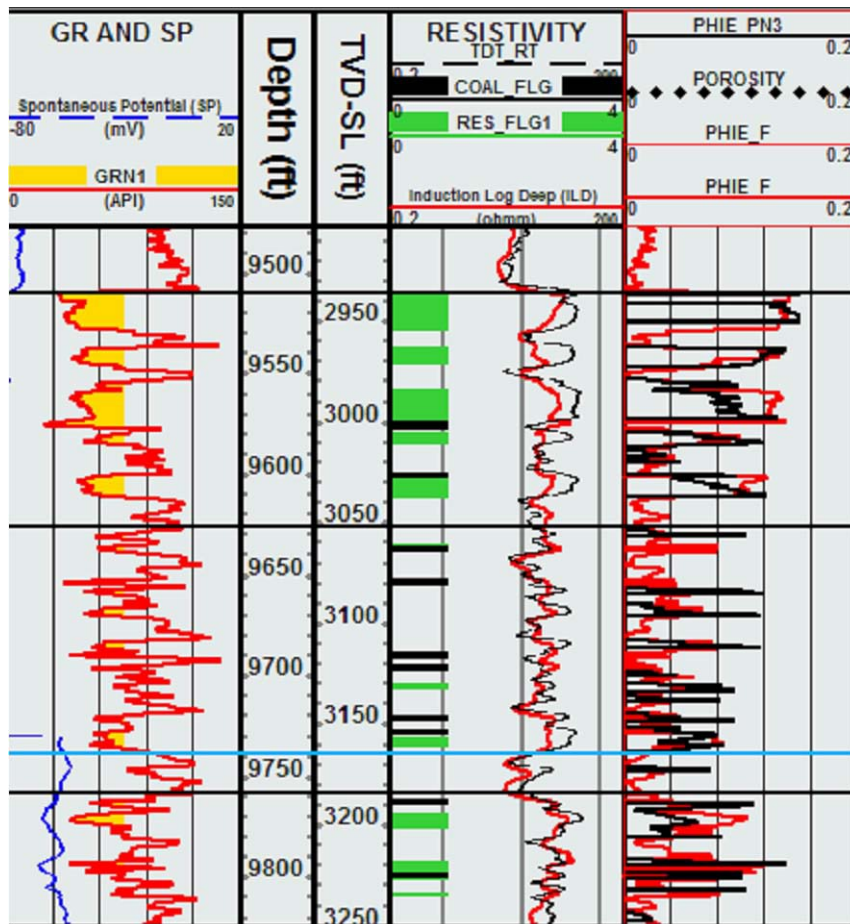 GR AND SP
Spontaneous Potential (SP)
-80 (mV) 20
GRN1
0 (API) 150
Depth (ft)
TVD-SL (ft)
RESISTIVITY
TDT_RT
0.2 200
COAL_FLG
0 4
RES_FLG1
0 4
Induction Log Deep (ILD)
0.2 (ohmm) 200
PHIE_PN3
0 0.2
POROSITY
0 0.2
PHIE_F
0 0.2
PHIE_F
0 0.2
9500
9550
9600
9650
9700
9750
9800
2950
3000
3050
3100
3150
3200
3250